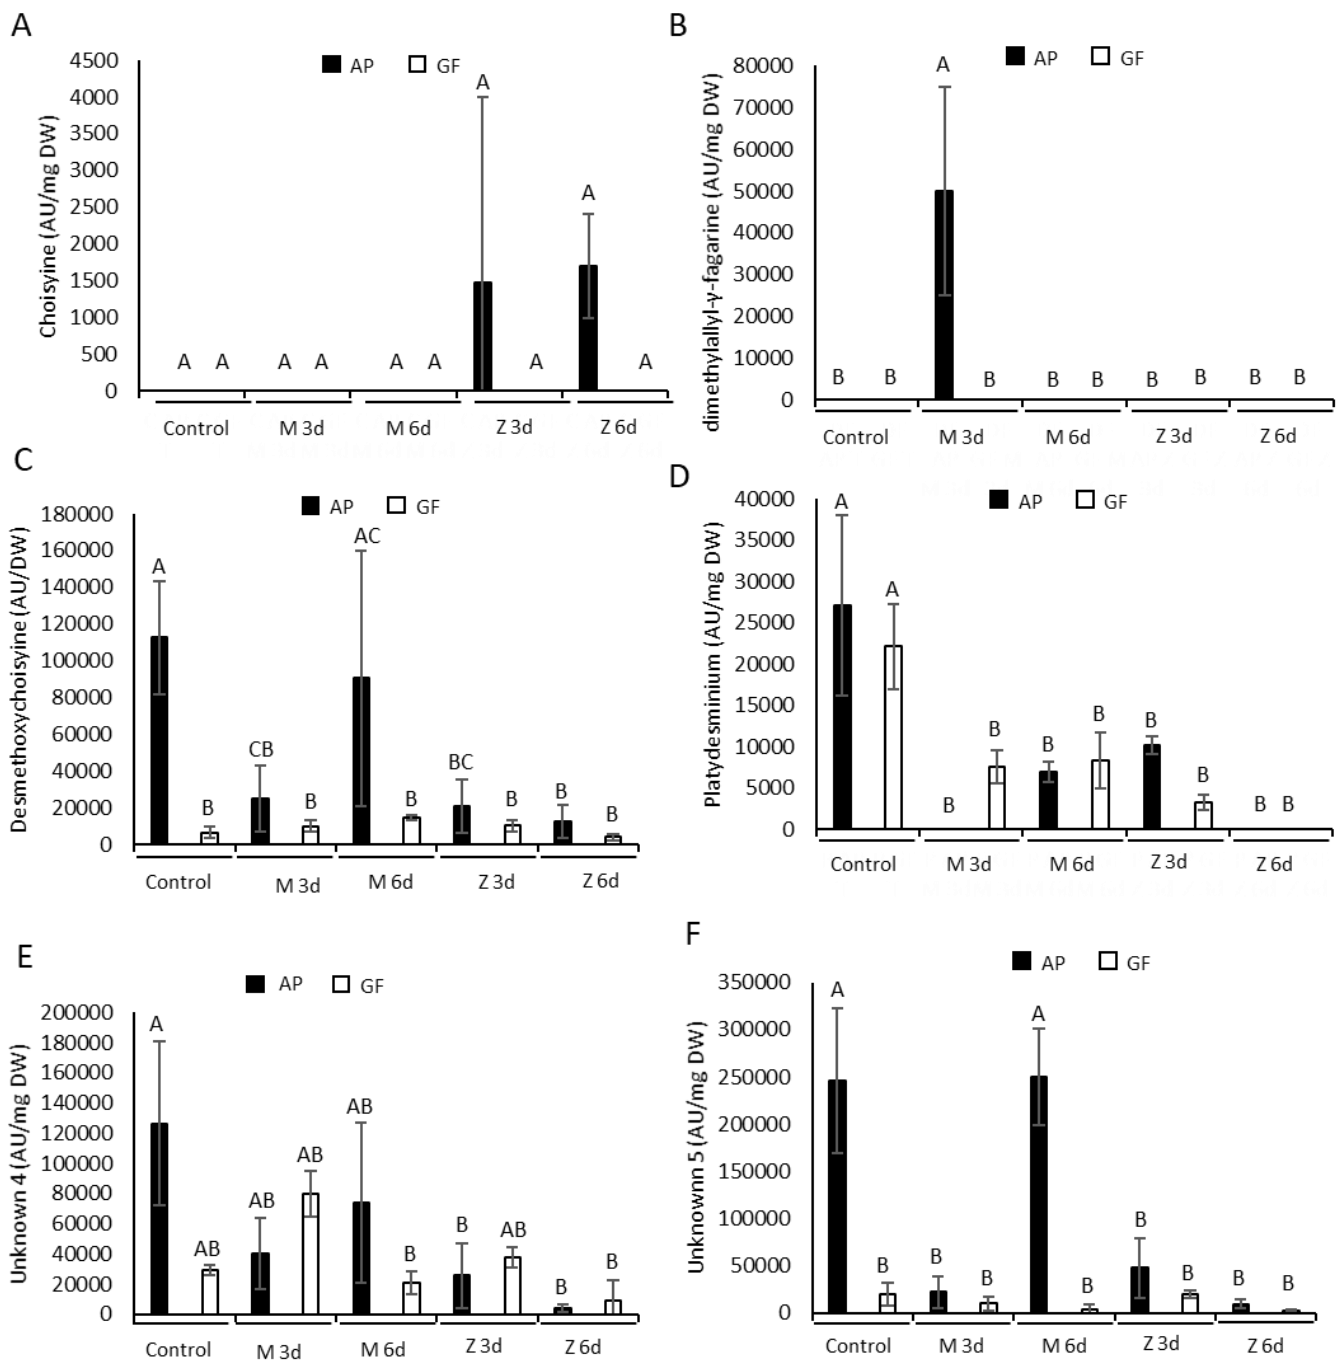 A
AP GF
Choisyine (AU/mg DW)
4500
4000
3500
3000
2500
2000
1500
1000
500
0
A A A A A A A A A A
Control M 3d M 6d Z 3d Z 6d
B
AP GF
dimethylallyl-γ-fagarine (AU/mg DW)
80000
70000
60000
50000
40000
30000
20000
10000
0
B B A B B B B B B B
Control M 3d M 6d Z 3d Z 6d
C
AP GF
Desmethoxychoisyine (AU/DW)
180000
160000
140000
120000
100000
80000
60000
40000
20000
0
A B CB B AC B BC B B B
Control M 3d M 6d Z 3d Z 6d
D
AP GF
Platydesminium (AU/mg DW)
40000
35000
30000
25000
20000
15000
10000
5000
0
A A B B B B B B B B
Control M 3d M 6d Z 3d Z 6d
E
AP GF
Unknown 4 (AU/mg DW)
200000
180000
160000
140000
120000
100000
80000
60000
40000
20000
0
A AB AB AB AB B B AB B B
Control M 3d M 6d Z 3d Z 6d
F
AP GF
Unknownn 5 (AU/mg DW)
350000
300000
250000
200000
150000
100000
50000
0
A B B B A B B B B B
Control M 3d M 6d Z 3d Z 6d